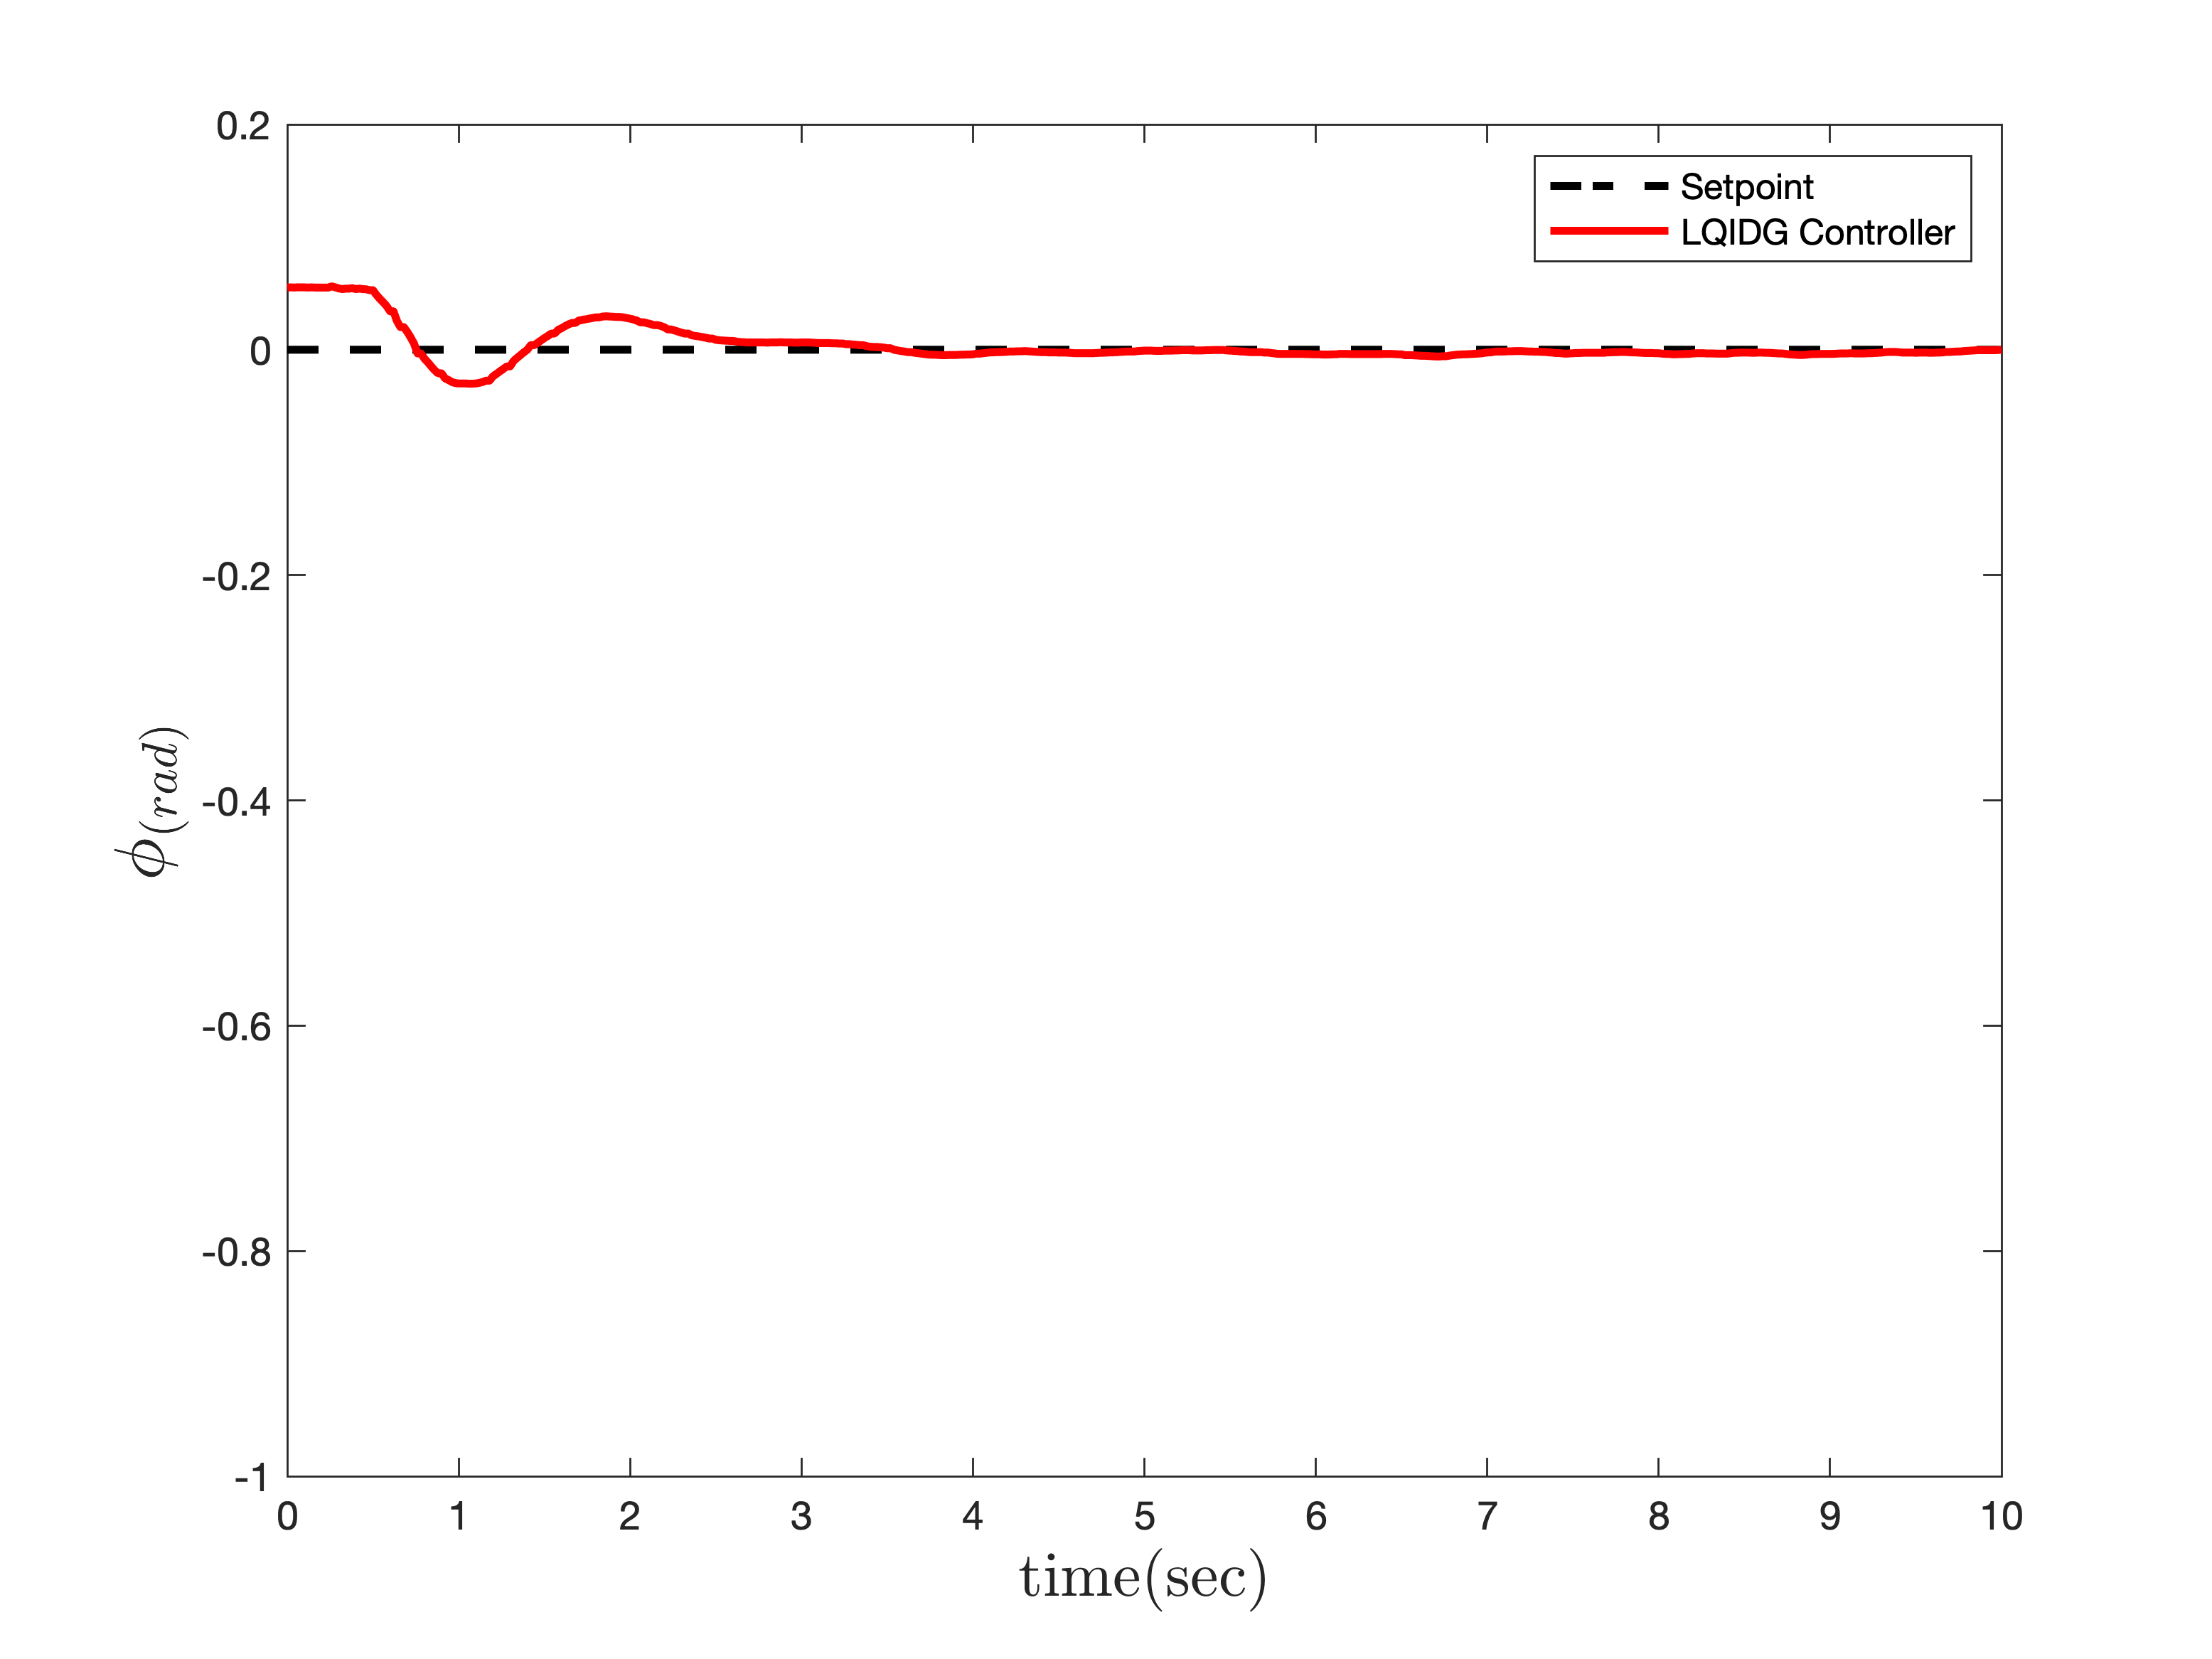 0.2
0
-0.2
-0.4
-0.6
-0.8
-1
ϕ(rad)
0 1 2 3 4 5 6 7 8 9 10
time(sec)
Setpoint
LQIDG Controller